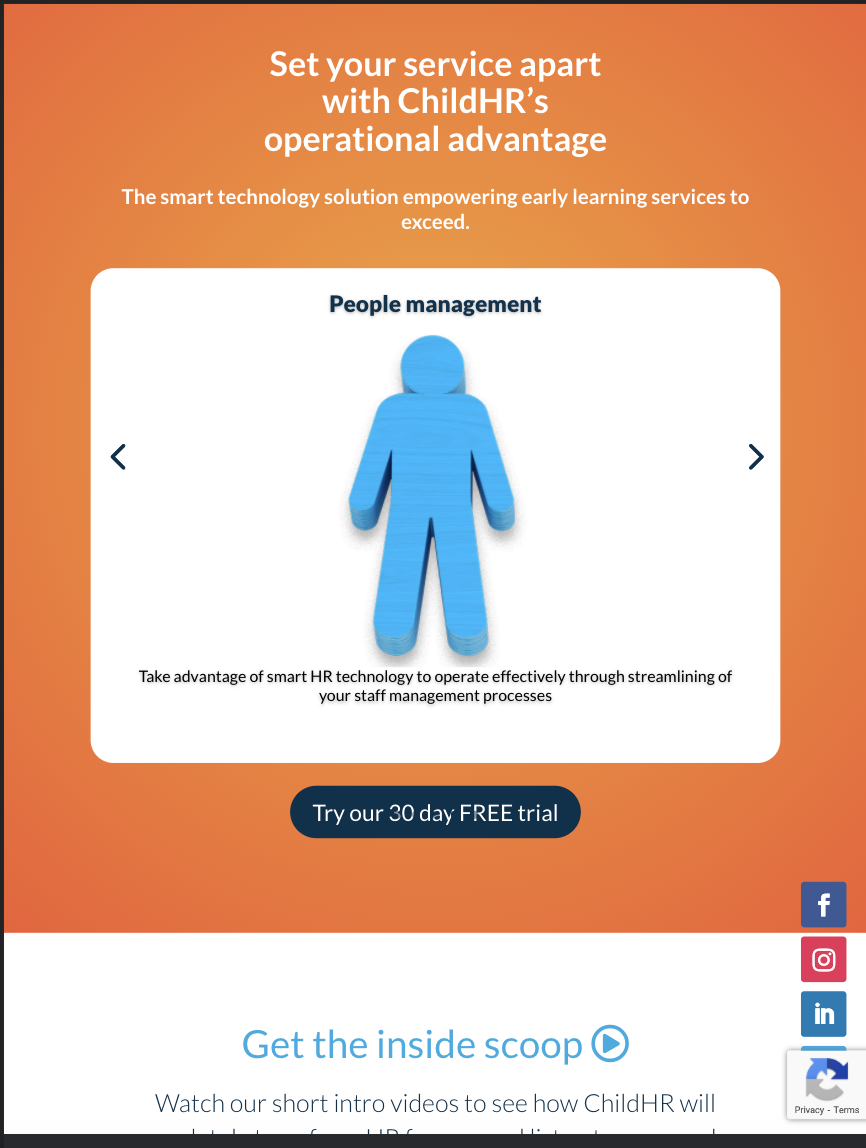 Set your service apart
with ChildHR’s
operational advantage
The smart technology solution empowering early learning services to
exceed.
People management
Take advantage of smart HR technology to operate effectively through streamlining of
your staff management processes
Try our 30 day FREE trial
f
in
Get the inside scoop
Watch our short intro videos to see how ChildHR will
Privacy - Terms